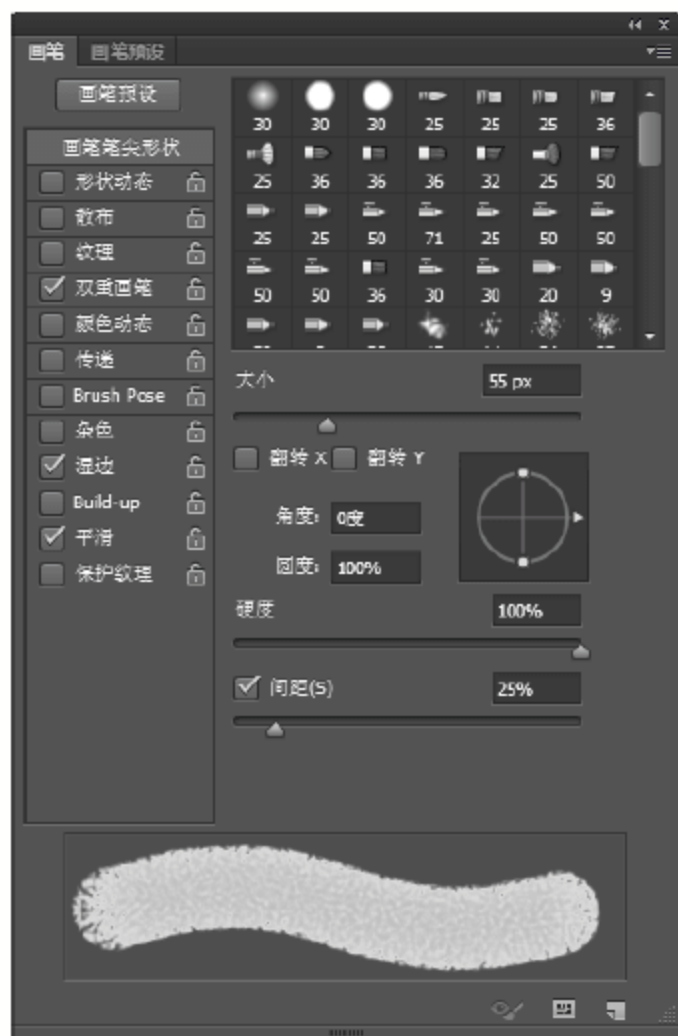 画笔 画笔预设
画笔预设
30 30 30 25 25 25 36
25 36 36 36 32 25 50
25 25 50 71 25 50 50
50 50 36 30 30 20 9
画笔笔尖形状
形状动态
散布
纹理
双重画笔
颜色动态
传递
Brush Pose
杂色
湿边
Build-up
平滑
保护纹理
大小 55 px
翻转 X 翻转 Y
角度: 0度
圆度: 100%
硬度 100%
间距(S) 25%